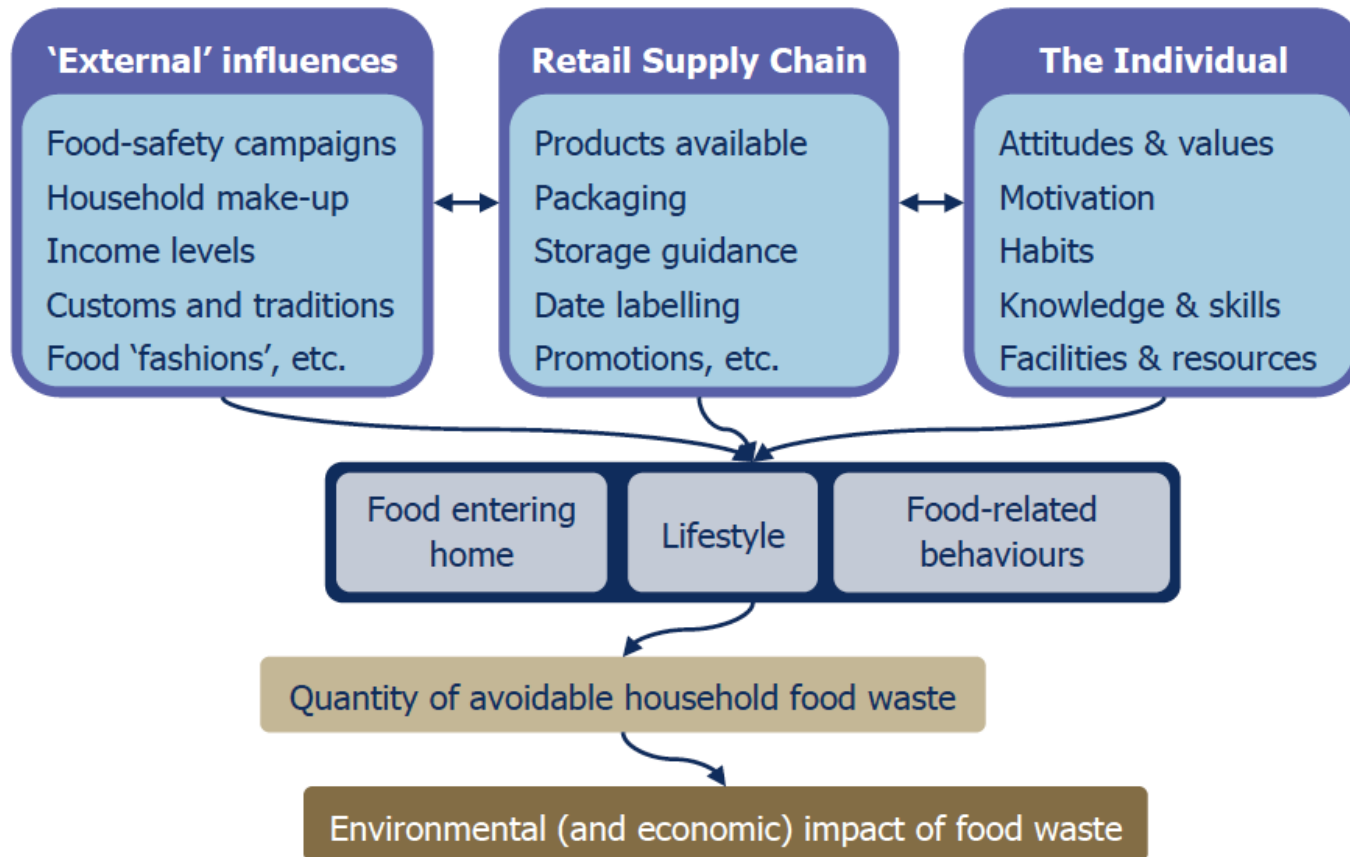 ‘External’ influences
Food-safety campaigns
Household make-up
Income levels
Customs and traditions
Food ‘fashions’, etc.
Retail Supply Chain
Products available
Packaging
Storage guidance
Date labelling
Promotions, etc.
The Individual
Attitudes & values
Motivation
Habits
Knowledge & skills
Facilities & resources
Food entering
home
Lifestyle
Food-related
behaviours
Quantity of avoidable household food waste
Environmental (and economic) impact of food waste